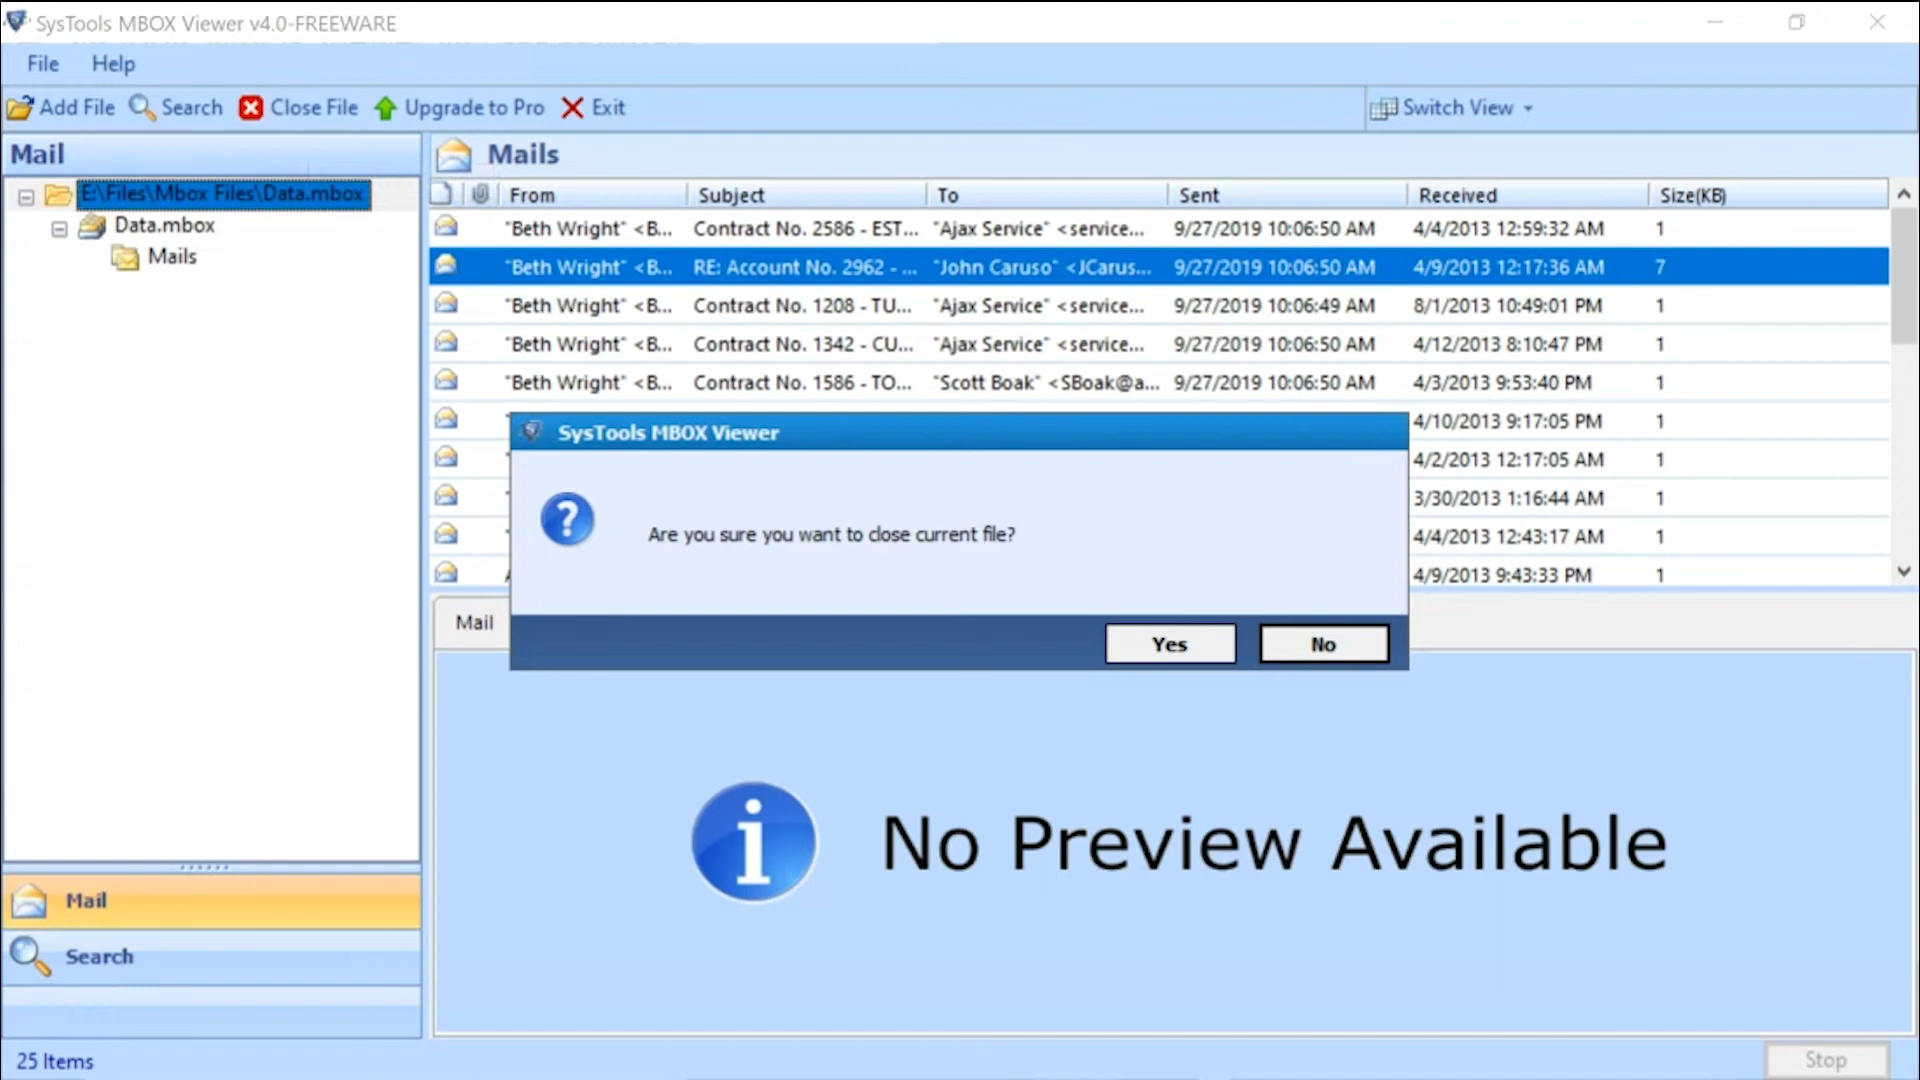 SysTools MBOX Viewer v4.0-FREEWARE
File Help
Add File Search Close File Upgrade to Pro Exit Switch View
Mail
E:\Files\Mbox Files\Data.mbox
Data.mbox
Mails
Mails
From Subject To Sent Received Size(KB)
"Beth Wright" <B... Contract No. 2586 - EST... "Ajax Service" <service... 9/27/2019 10:06:50 AM 4/4/2013 12:59:32 AM 1
"Beth Wright" <B... RE: Account No. 2962 - ... "John Caruso" <JCarus... 9/27/2019 10:06:50 AM 4/9/2013 12:17:36 AM 7
"Beth Wright" <B... Contract No. 1208 - TU... "Ajax Service" <service... 9/27/2019 10:06:49 AM 8/1/2013 10:49:01 PM 1
"Beth Wright" <B... Contract No. 1342 - CU... "Ajax Service" <service... 9/27/2019 10:06:50 AM 4/12/2013 8:10:47 PM 1
"Beth Wright" <B... Contract No. 1586 - TO... "Scott Boak" <SBoak@a... 9/27/2019 10:06:50 AM 4/3/2013 9:53:40 PM 1
4/10/2013 9:17:05 PM 1
4/2/2013 12:17:05 AM 1
3/30/2013 1:16:44 AM 1
4/4/2013 12:43:17 AM 1
4/9/2013 9:43:33 PM 1
SysTools MBOX Viewer
Are you sure you want to close current file?
Yes No
Mail
No Preview Available
Mail
Search
25 Items
Stop